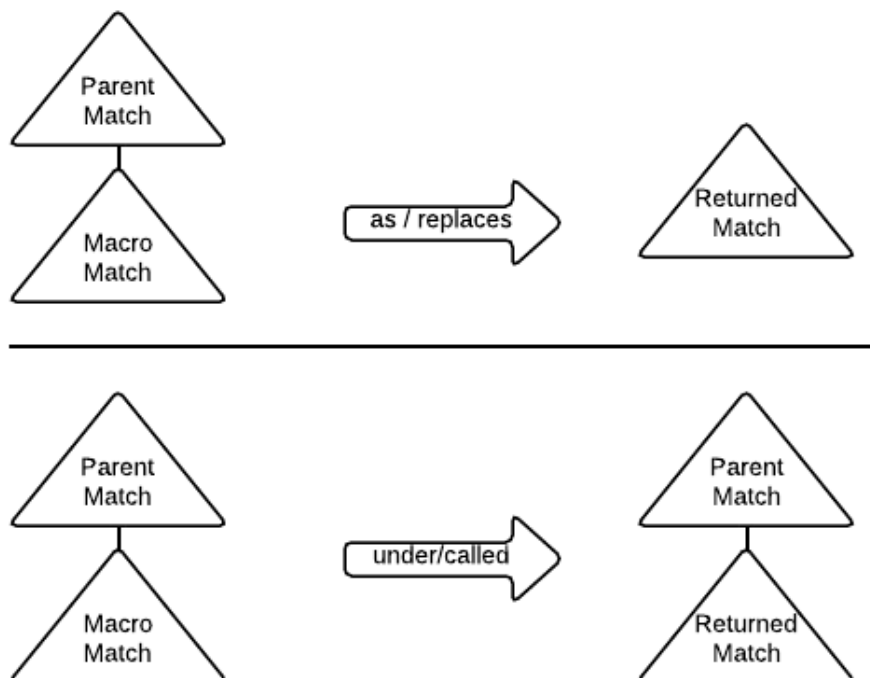 Parent
Match
Macro
Match
as / replaces
Returned
Match
Parent
Match
Macro
Match
under/called
Parent
Match
Returned
Match